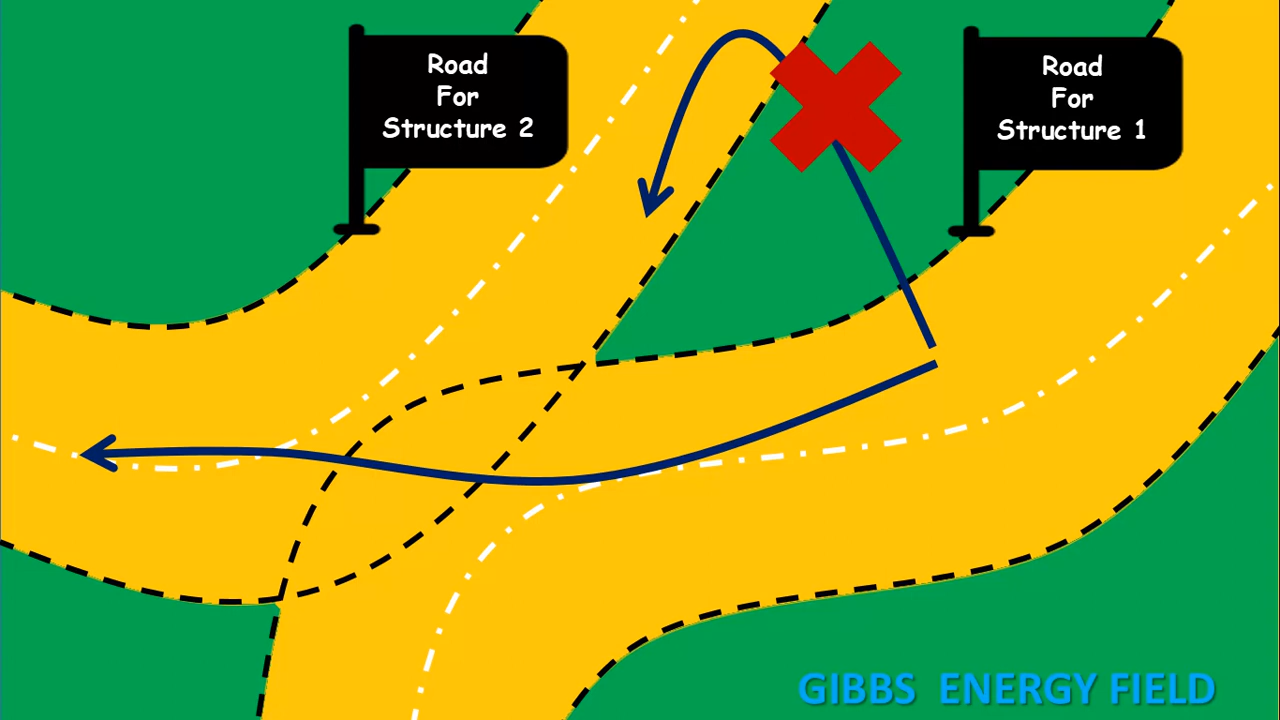 Road
For
Structure 2
Road
For
Structure 1
GIBBS ENERGY FIELD